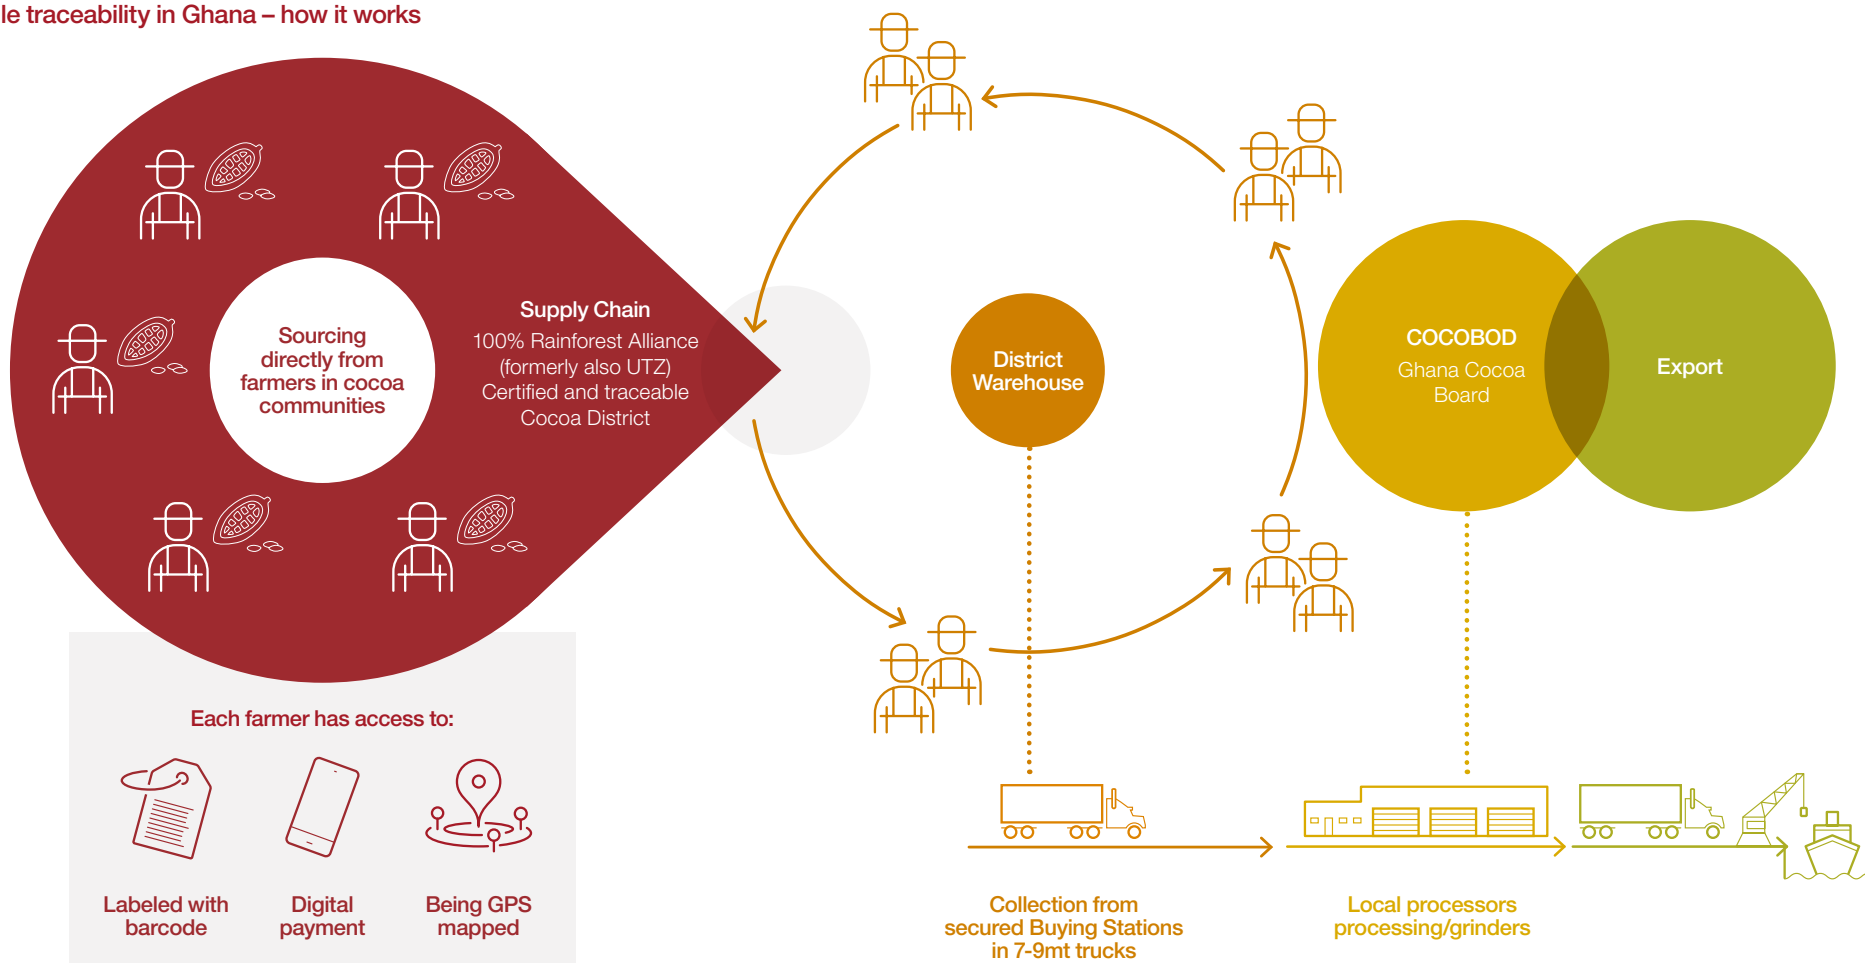 le traceability in Ghana – how it works
Sourcing
directly from
farmers in cocoa
communities
Supply Chain
100% Rainforest Alliance
(formerly also UTZ)
Certified and traceable
Cocoa District
District
Warehouse
COCOBOD
Ghana Cocoa
Board
Export
Each farmer has access to:
Labeled with
barcode
Digital
payment
Being GPS
mapped
Collection from
secured Buying Stations
in 7-9mt trucks
Local processors
processing/grinders